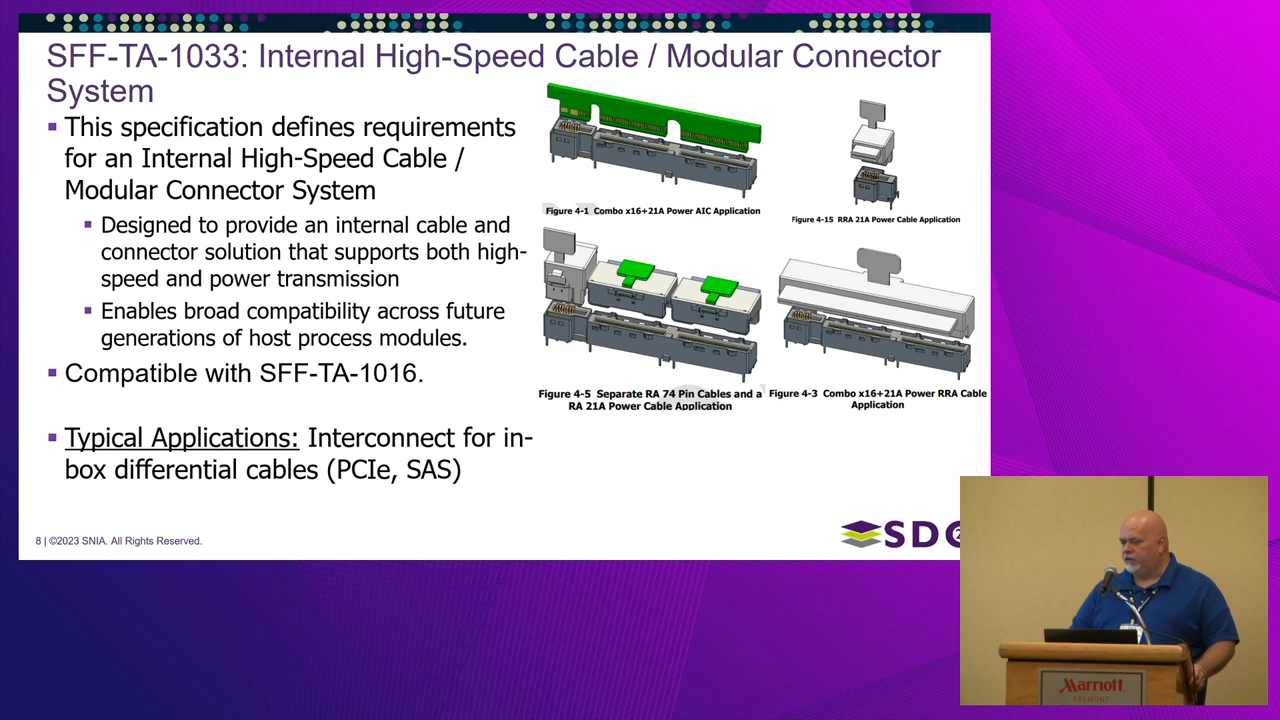 SFF-TA-1033: Internal High-Speed Cable / Modular Connector
System
▪ This specification defines requirements
for an Internal High-Speed Cable /
Modular Connector System
▪ Designed to provide an internal cable and
connector solution that supports both high-
speed and power transmission
▪ Enables broad compatibility across future
generations of host process modules.
▪ Compatible with SFF-TA-1016.
▪ Typical Applications: Interconnect for in-
box differential cables (PCIe, SAS)
Figure 4-1 Combo x16+21A Power AIC Application
Figure 4-15 RRA 21A Power Cable Application
Figure 4-5 Separate RA 74 Pin Cables and a
RA 21A Power Cable Application
Figure 4-3 Combo x16+21A Power RRA Cable
Application
8 | ©2023 SNIA. All Rights Reserved.
SDC
Marriott
FREMONT